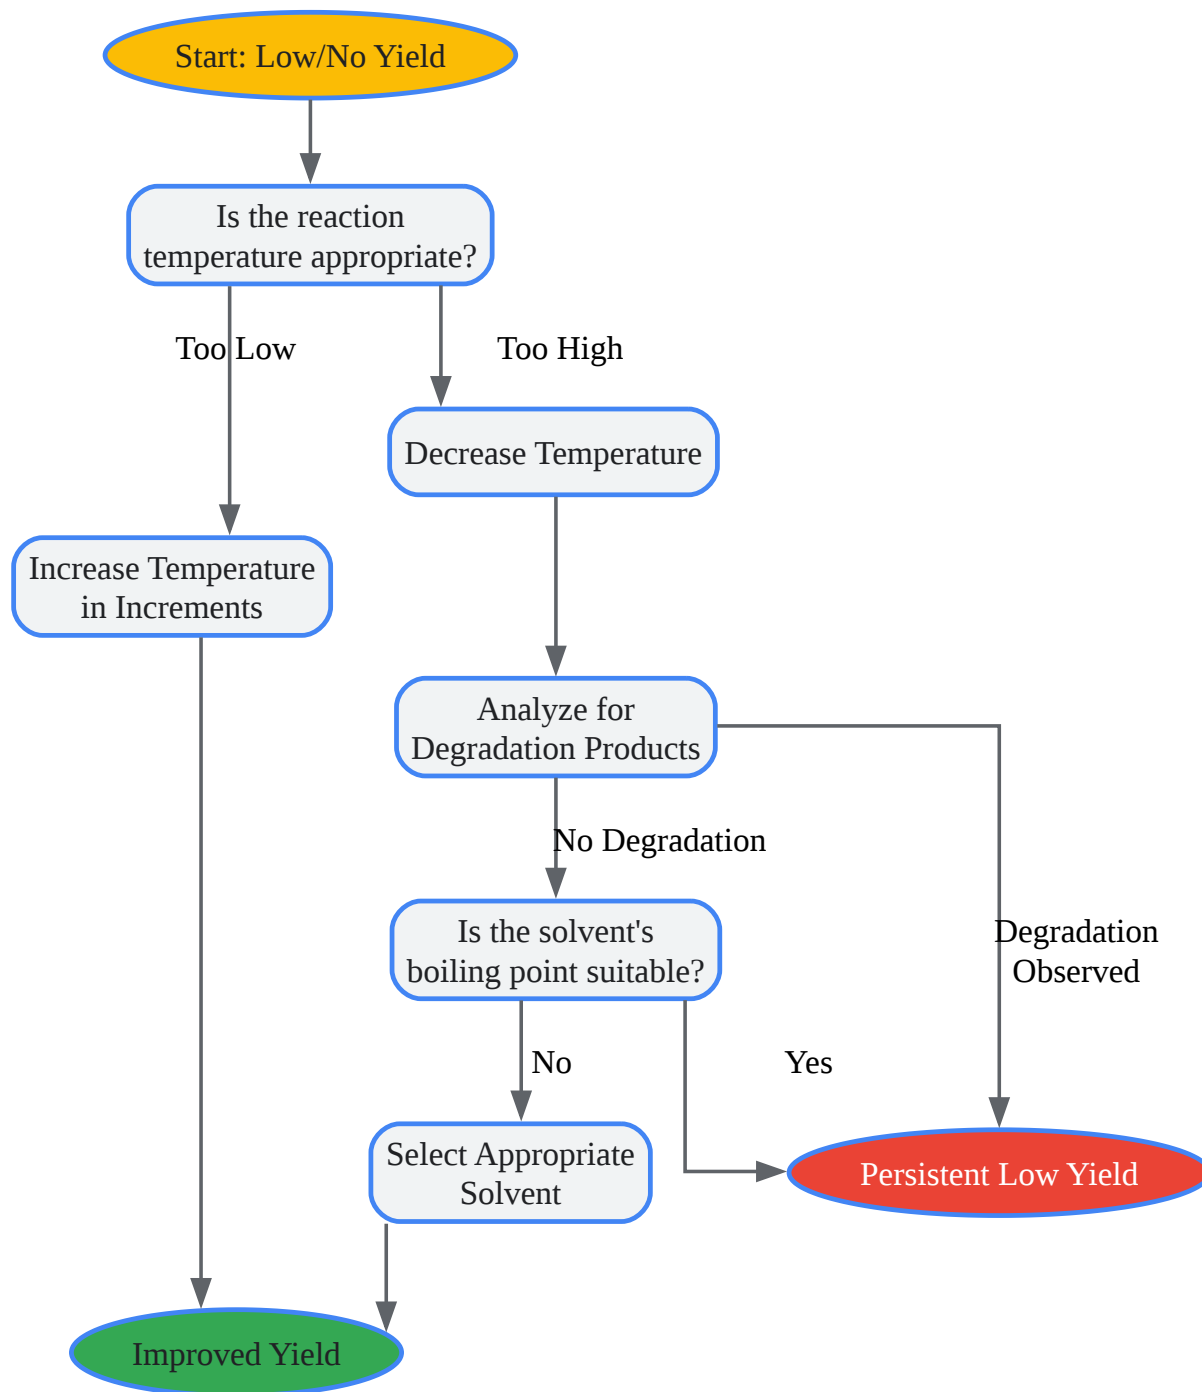 Start: Low/No Yield
Is the reaction
temperature appropriate?
Too Low
Too High
Decrease Temperature
Increase Temperature
in Increments
Analyze for
Degradation Products
No Degradation
Is the solvent's
boiling point suitable?
Degradation
Observed
No
Yes
Select Appropriate
Solvent
Persistent Low Yield
Improved Yield